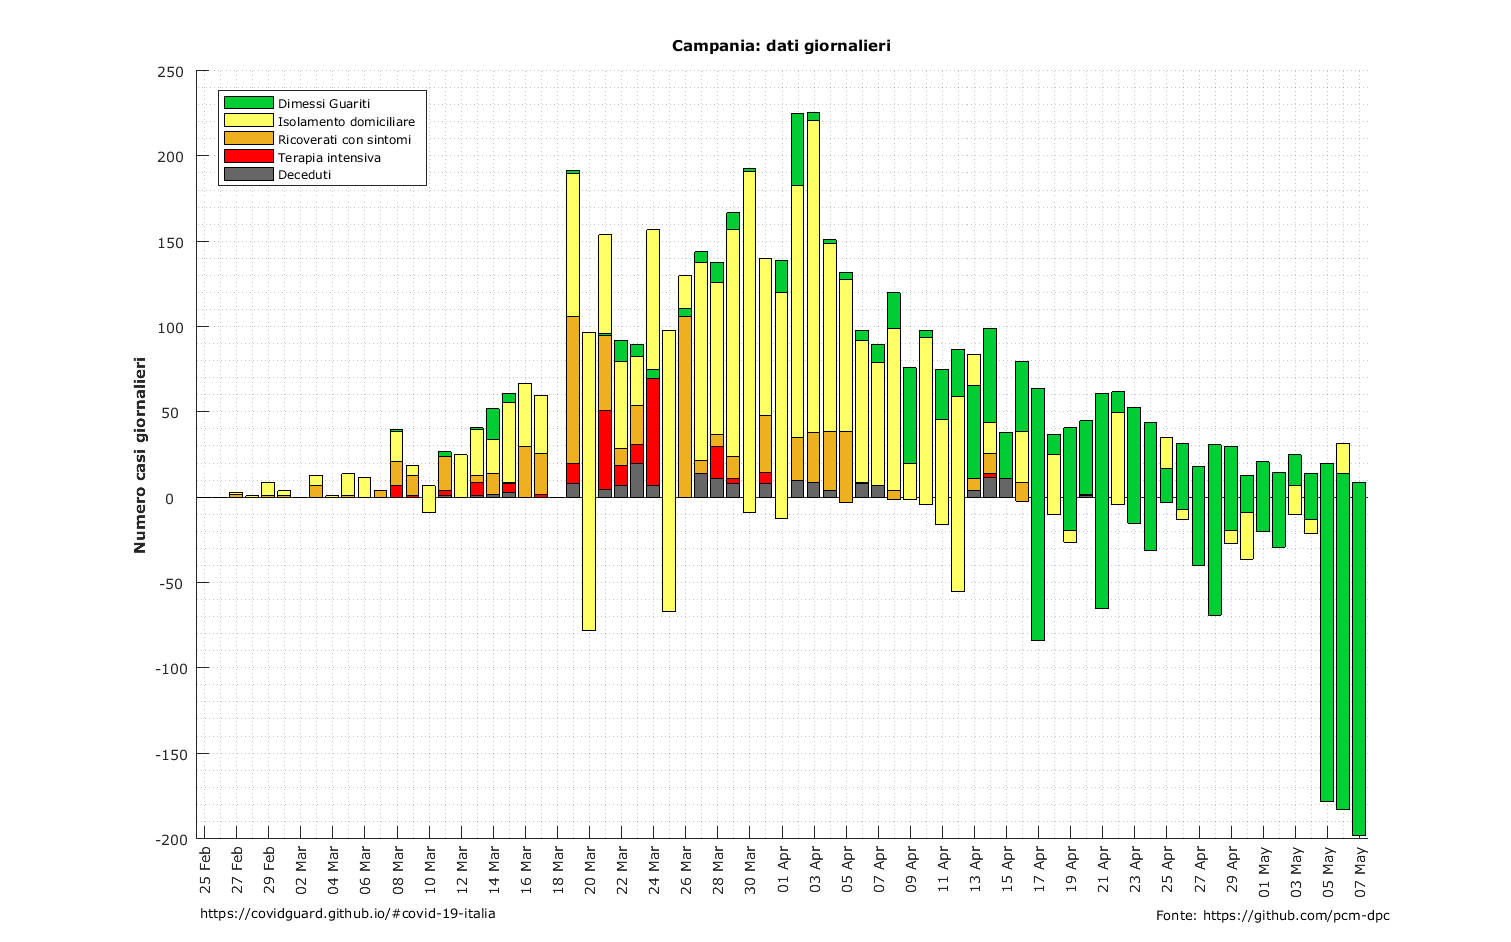 Campania: dati giornalieri
Numero casi giornalieri
250
200
150
100
50
0
-50
-100
-150
-200
Dimessi Guariti
Isolamento domiciliare
Ricoverati con sintomi
Terapia intensiva
Deceduti
25 Feb
27 Feb
29 Feb
02 Mar
04 Mar
06 Mar
08 Mar
10 Mar
12 Mar
14 Mar
16 Mar
18 Mar
20 Mar
22 Mar
24 Mar
26 Mar
28 Mar
30 Mar
01 Apr
03 Apr
05 Apr
07 Apr
09 Apr
11 Apr
13 Apr
15 Apr
17 Apr
19 Apr
21 Apr
23 Apr
25 Apr
27 Apr
29 Apr
01 May
03 May
05 May
07 May
https://covidguard.github.io/#covid-19-italia
Fonte: https://github.com/pcm-dpc